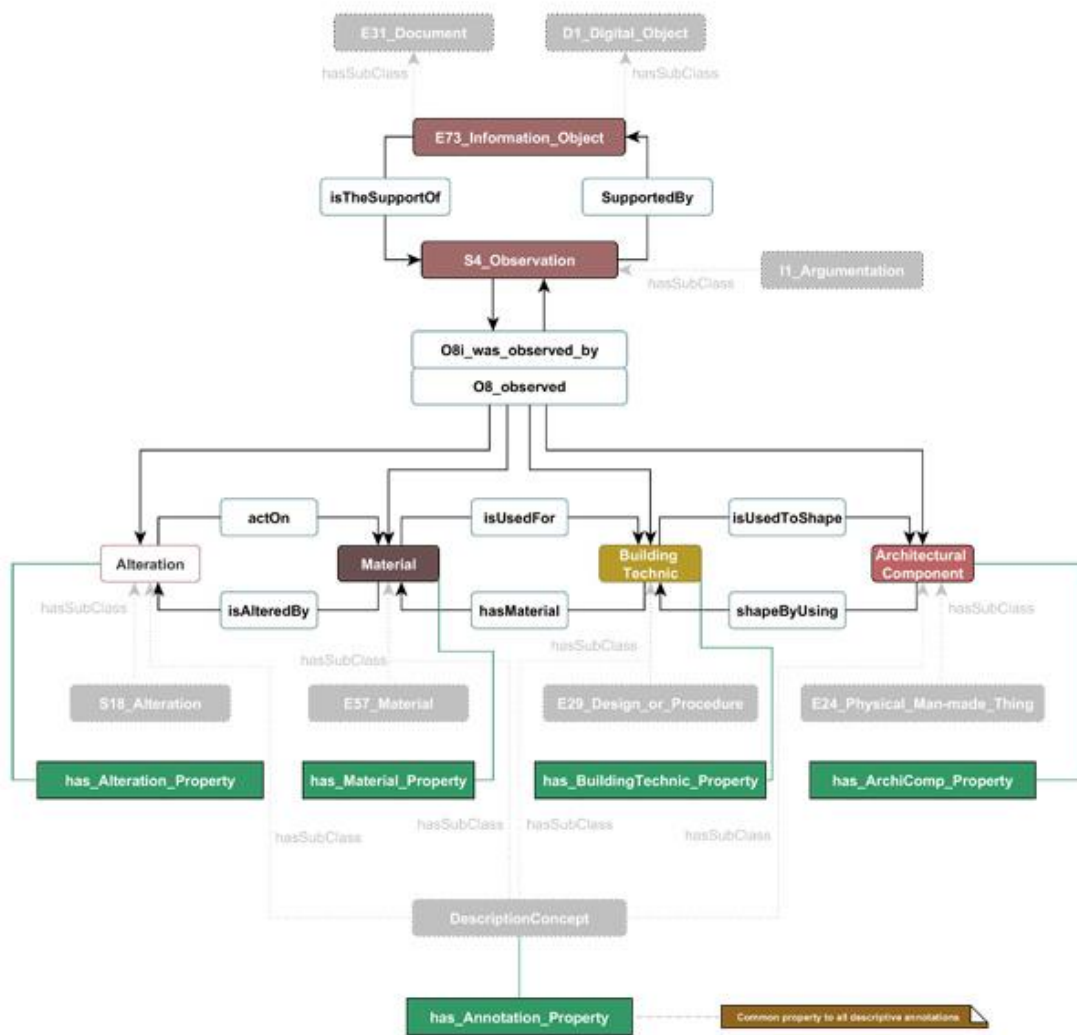 E31_Document
D1_Digital_Object
hasSubClass
hasSubClass
E73_Information_Object
isTheSupportOf
SupportedBy
S4_Observation
I1_Argumentation
hasSubClass
O8i_was_observed_by
O8_observed
actOn
isUsedFor
isUsedToShape
Alteration
Material
Building
Technic
Architectural
Component
hasSubClass
isAlteredBy
hasMaterial
shapeByUsing
hasSubClass
hasSubClass
hasSubClass
S18_Alteration
E57_Material
E29_Design_or_Procedure
E24_Physical_Man-made_Thing
has_Alteration_Property
has_Material_Property
has_BuildingTechnic_Property
has_ArchiComp_Property
hasSubClass
hasSubClass
hasSubClass
hasSubClass
DescriptionConcept
has_Annotation_Property
Common property to all descriptive annotations